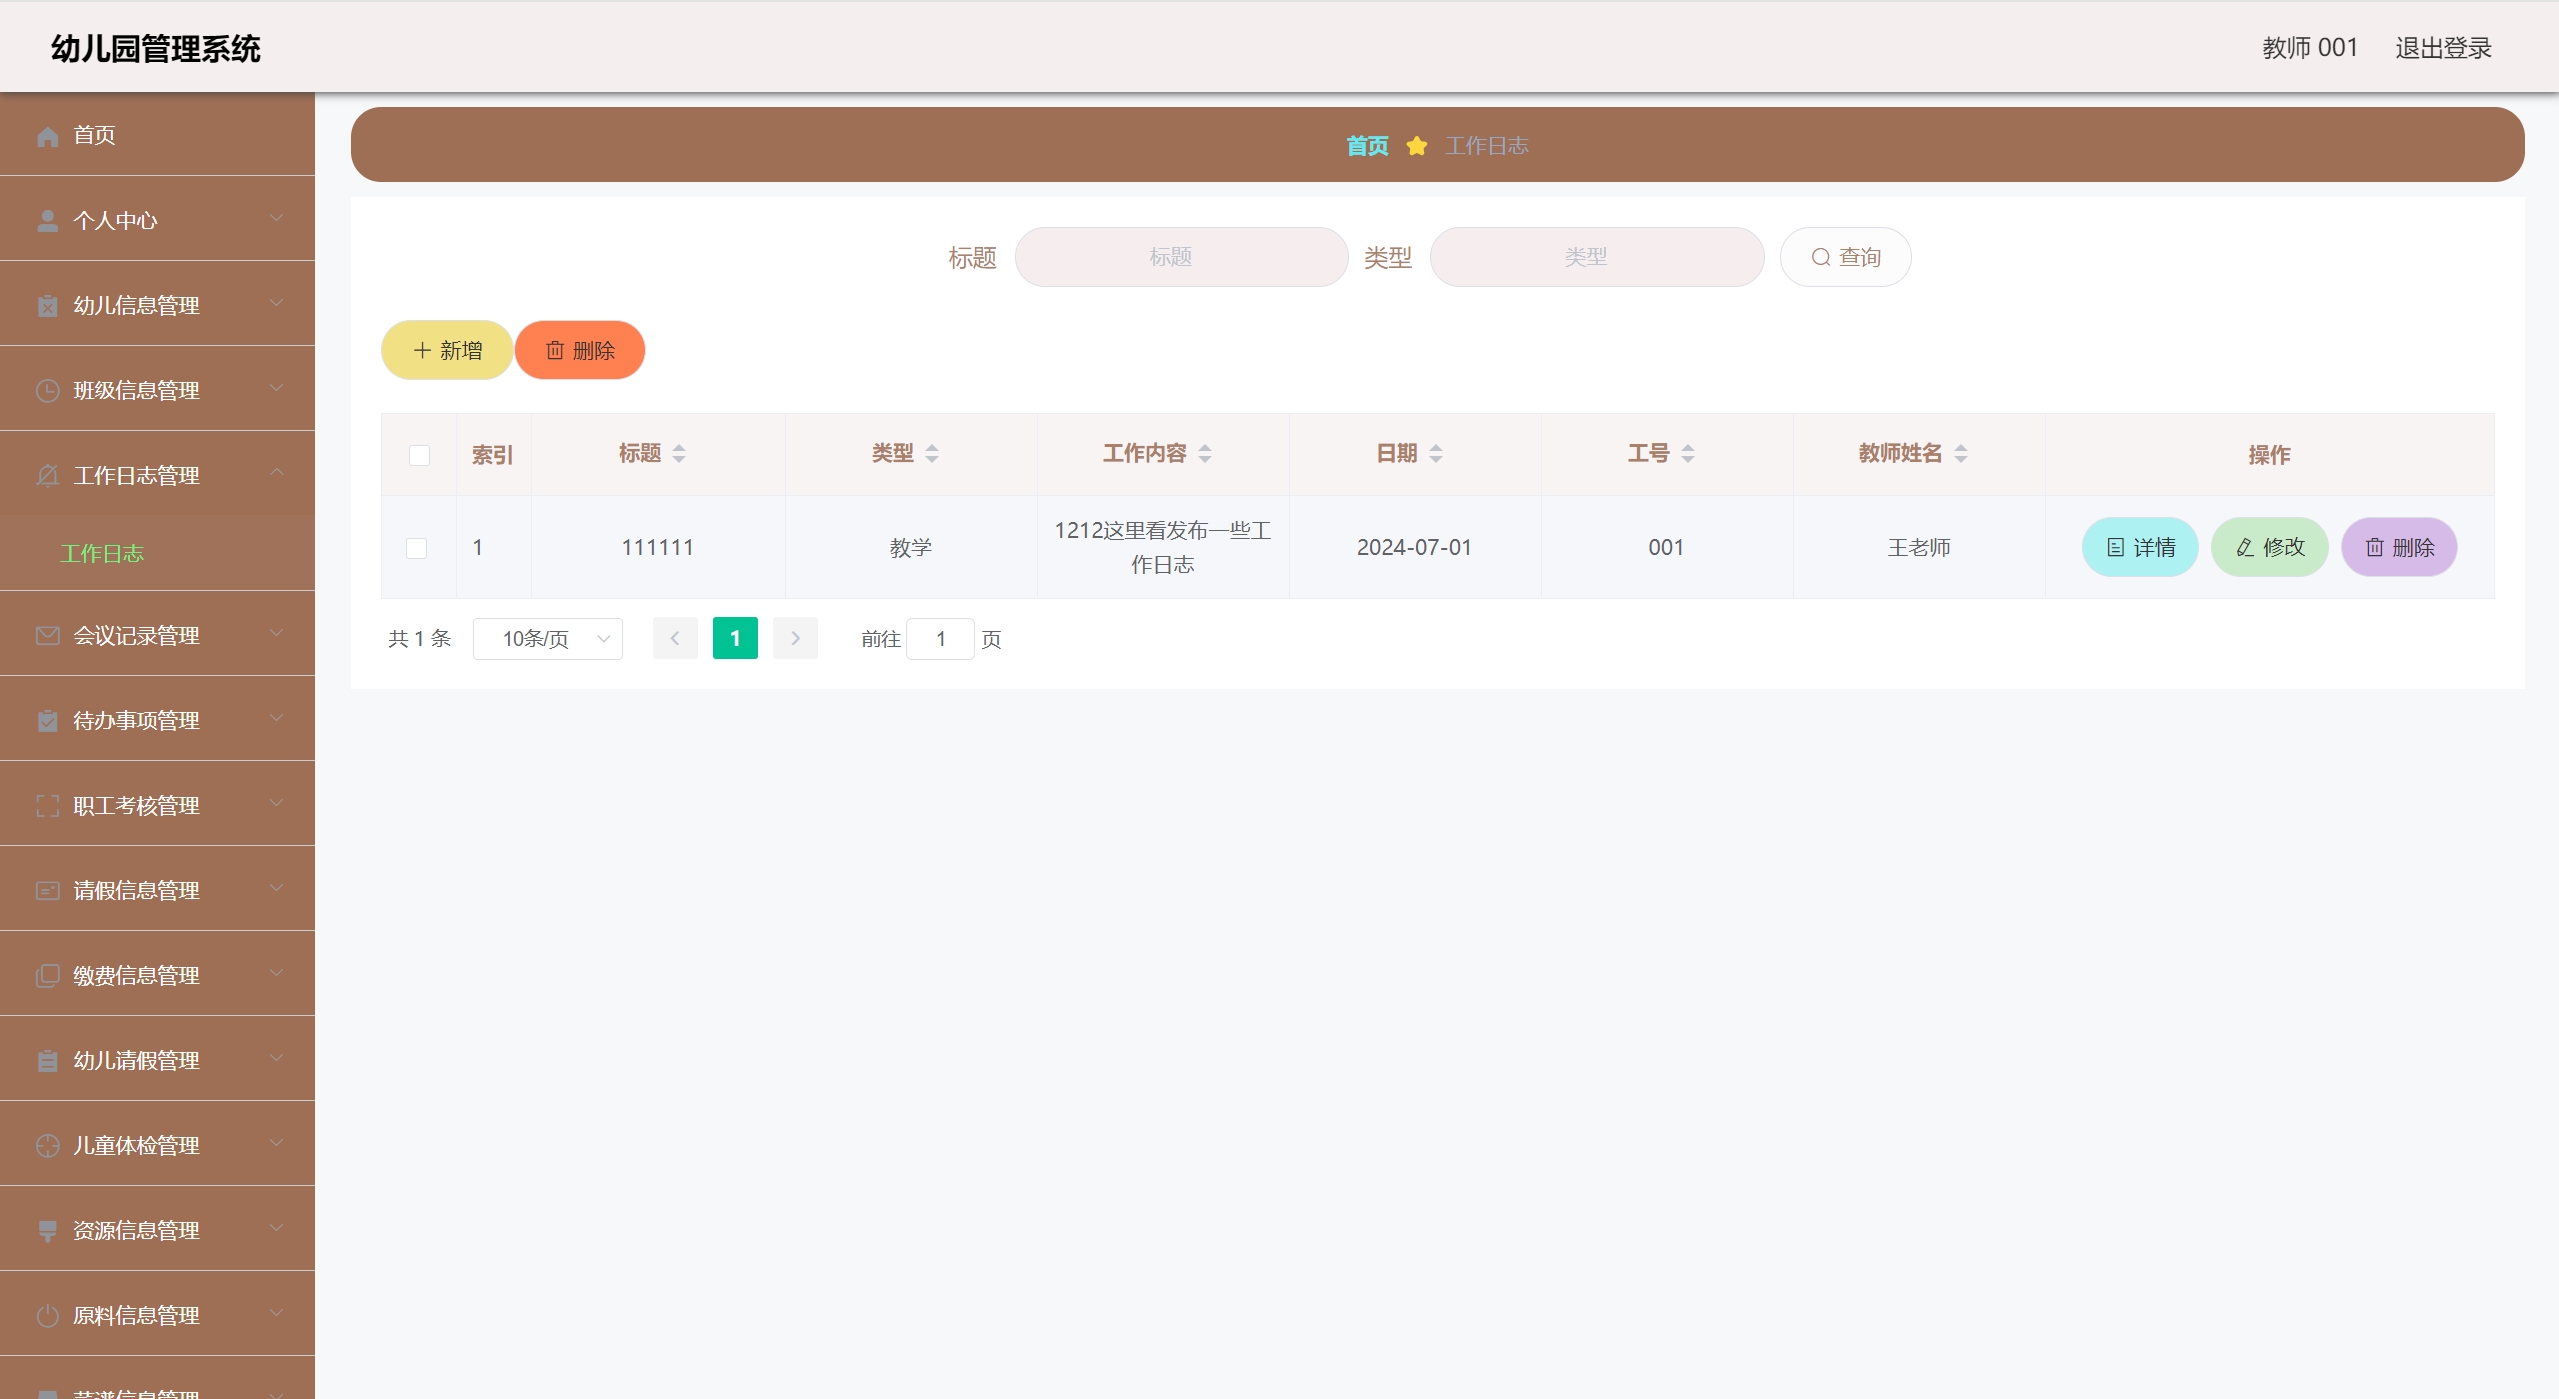 幼儿园管理系统
教师 001 退出登录
首页
个人中心
幼儿信息管理
班级信息管理
工作日志管理
工作日志
会议记录管理
待办事项管理
职工考核管理
请假信息管理
缴费信息管理
幼儿请假管理
儿童体检管理
资源信息管理
原料信息管理
菜谱信息管理
首页 工作日志
标题 标题 类型 类型 查询
新增 删除
索引 标题 类型 工作内容 日期 工号 教师姓名 操作
1 111111 教学 1212这里看发布一些工
作日志 2024-07-01 001 王老师 详情 修改 删除
共 1 条 10条/页 1 前往 1 页